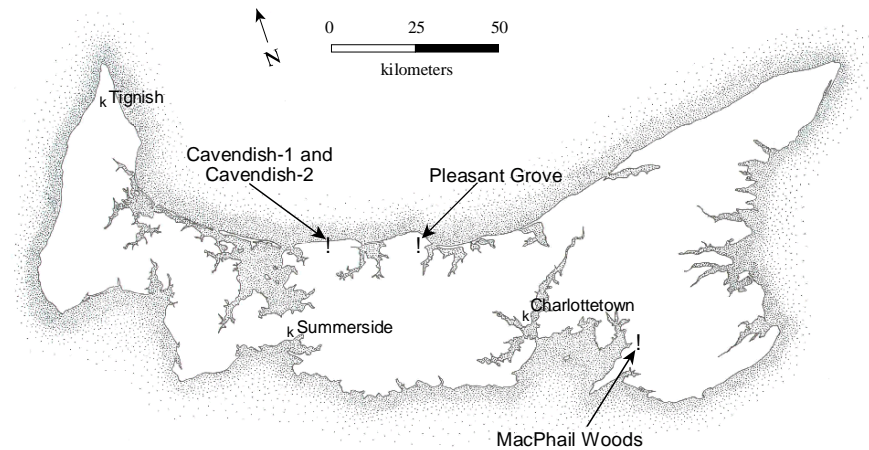 0 25 50
N
kilometers
k Tignish
Cavendish-1 and
Cavendish-2
Pleasant Grove
! !
k Charlottetown
k Summerside
!
MacPhail Woods